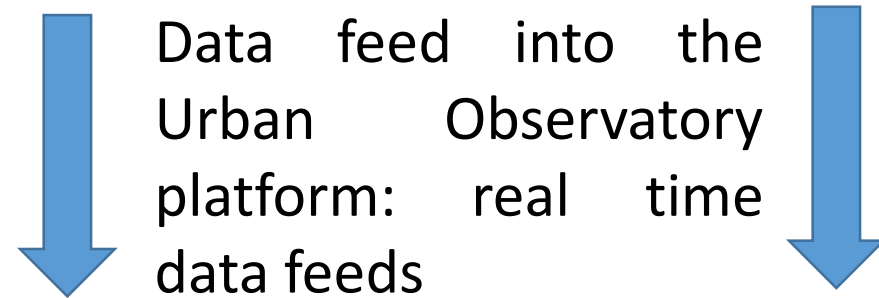 Data feed into the
Urban Observatory
platform: real time
data feeds